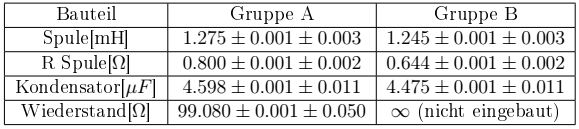 Bauteil Gruppe A Gruppe B
Spule[mH] 1.275 ± 0.001 ± 0.003 1.245 ± 0.001 ± 0.003
R Spule[Ω] 0.800 ± 0.001 ± 0.002 0.644 ± 0.001 ± 0.002
Kondensator[μF] 4.598 ± 0.001 ± 0.011 4.475 ± 0.001 ± 0.011
Wiederstand[Ω] 99.080 ± 0.001 ± 0.050 ∞ (nicht eingebaut)